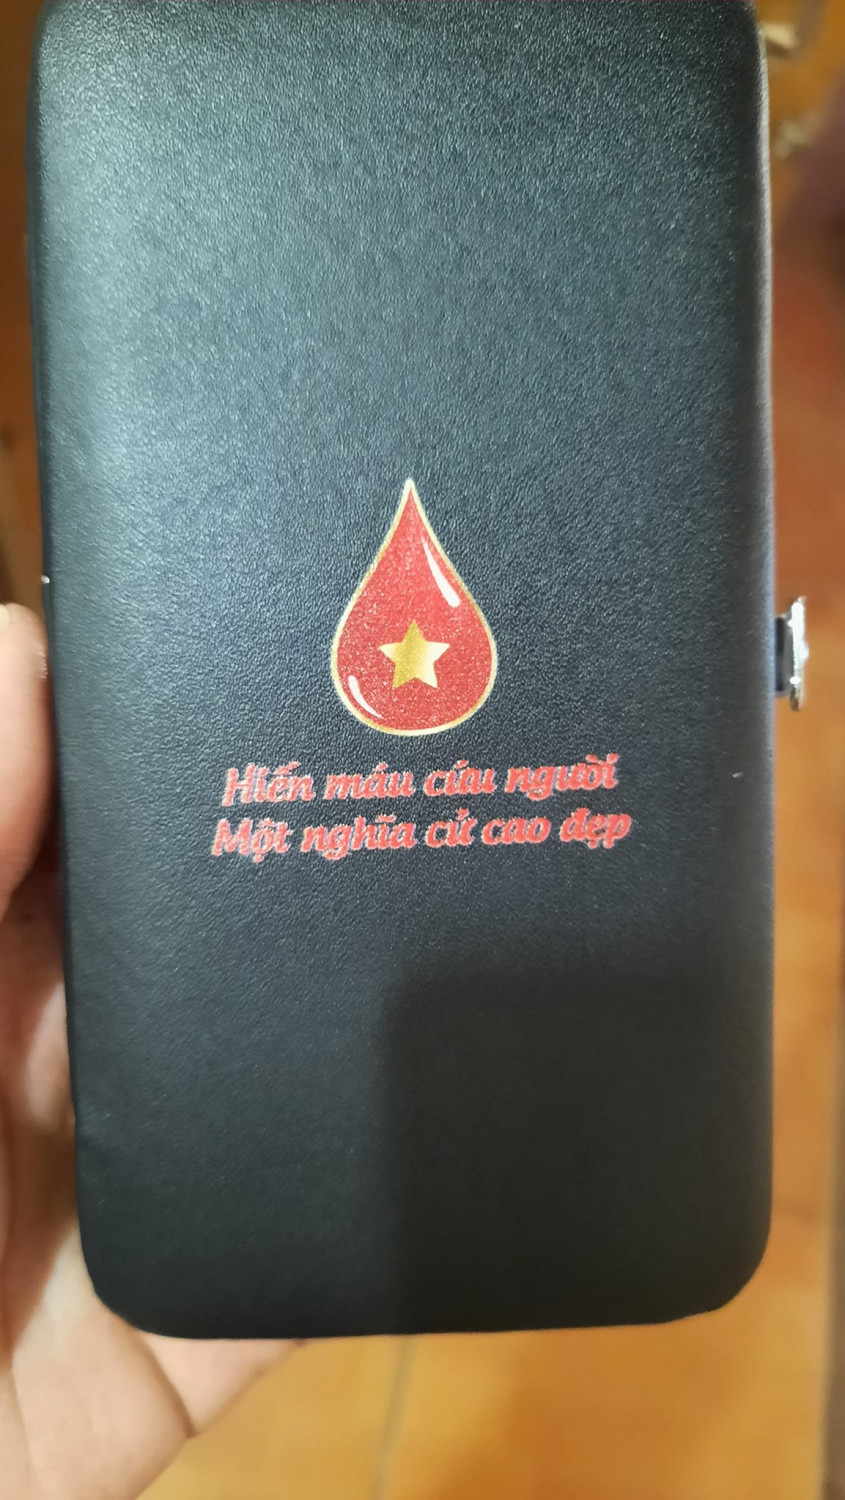 Hiến máu cứu người
Một nghĩa cử cao đẹp